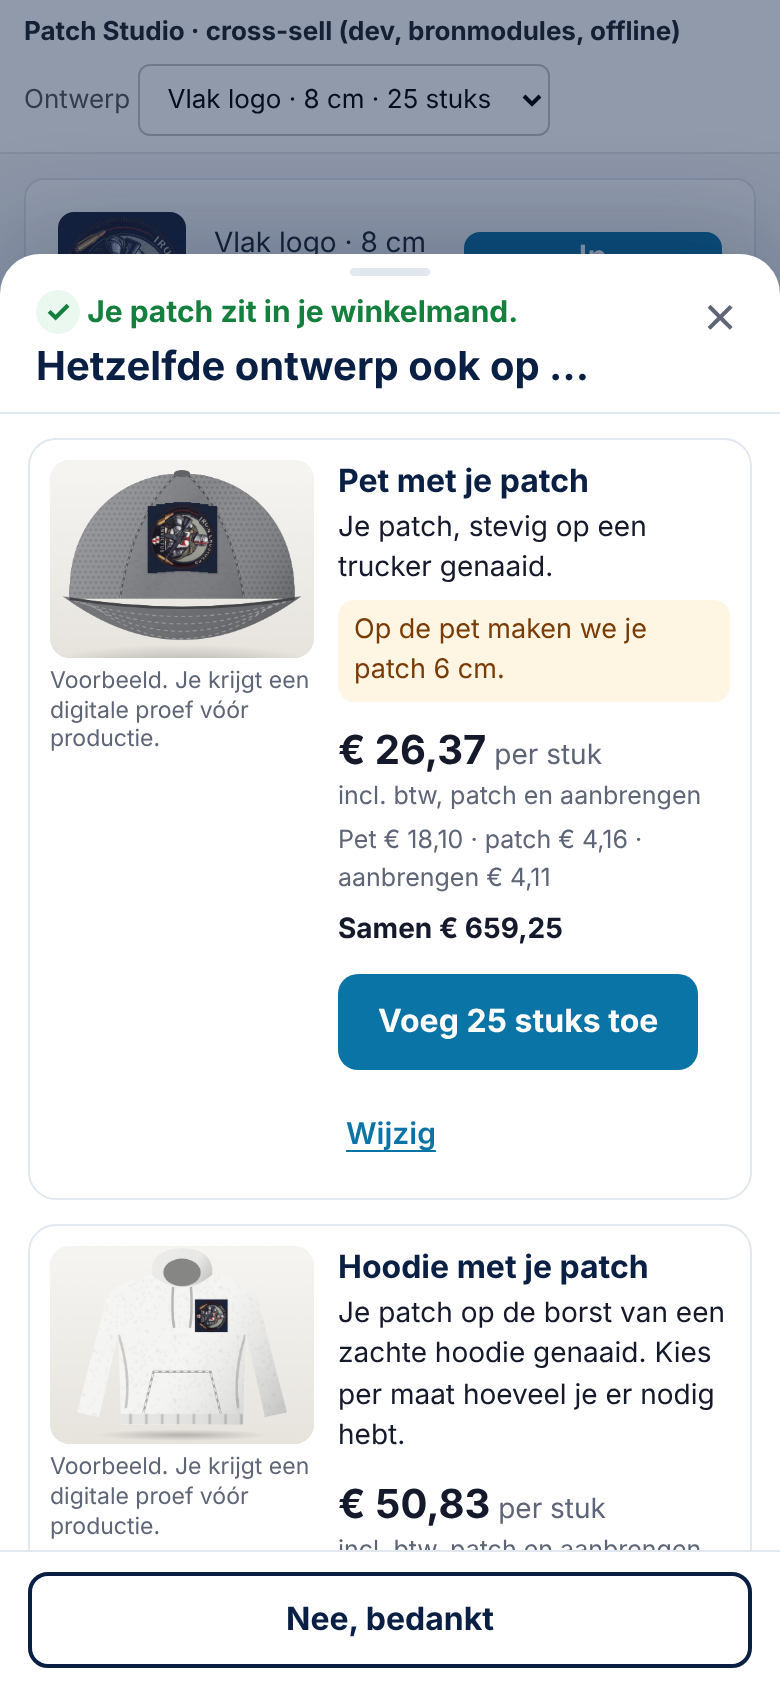 Patch Studio · cross-sell (dev, bronmodules, offline)
Ontwerp Vlak logo · 8 cm · 25 stuks
Vlak logo · 8 cm
In
Je patch zit in je winkelmand.
Hetzelfde ontwerp ook op ...
Pet met je patch
Je patch, stevig op een
trucker genaaid.
Op de pet maken we je
patch 6 cm.
Voorbeeld. Je krijgt een
digitale proef vóór
productie.
€ 26,37 per stuk
incl. btw, patch en aanbrengen
Pet € 18,10 · patch € 4,16 ·
aanbrengen € 4,11
Samen € 659,25
Voeg 25 stuks toe
Wijzig
Hoodie met je patch
Je patch op de borst van een
zachte hoodie genaaid. Kies
per maat hoeveel je er nodig
hebt.
Voorbeeld. Je krijgt een
digitale proef vóór
productie.
€ 50,83 per stuk
incl. btw, patch en aanbrengen
Nee, bedankt